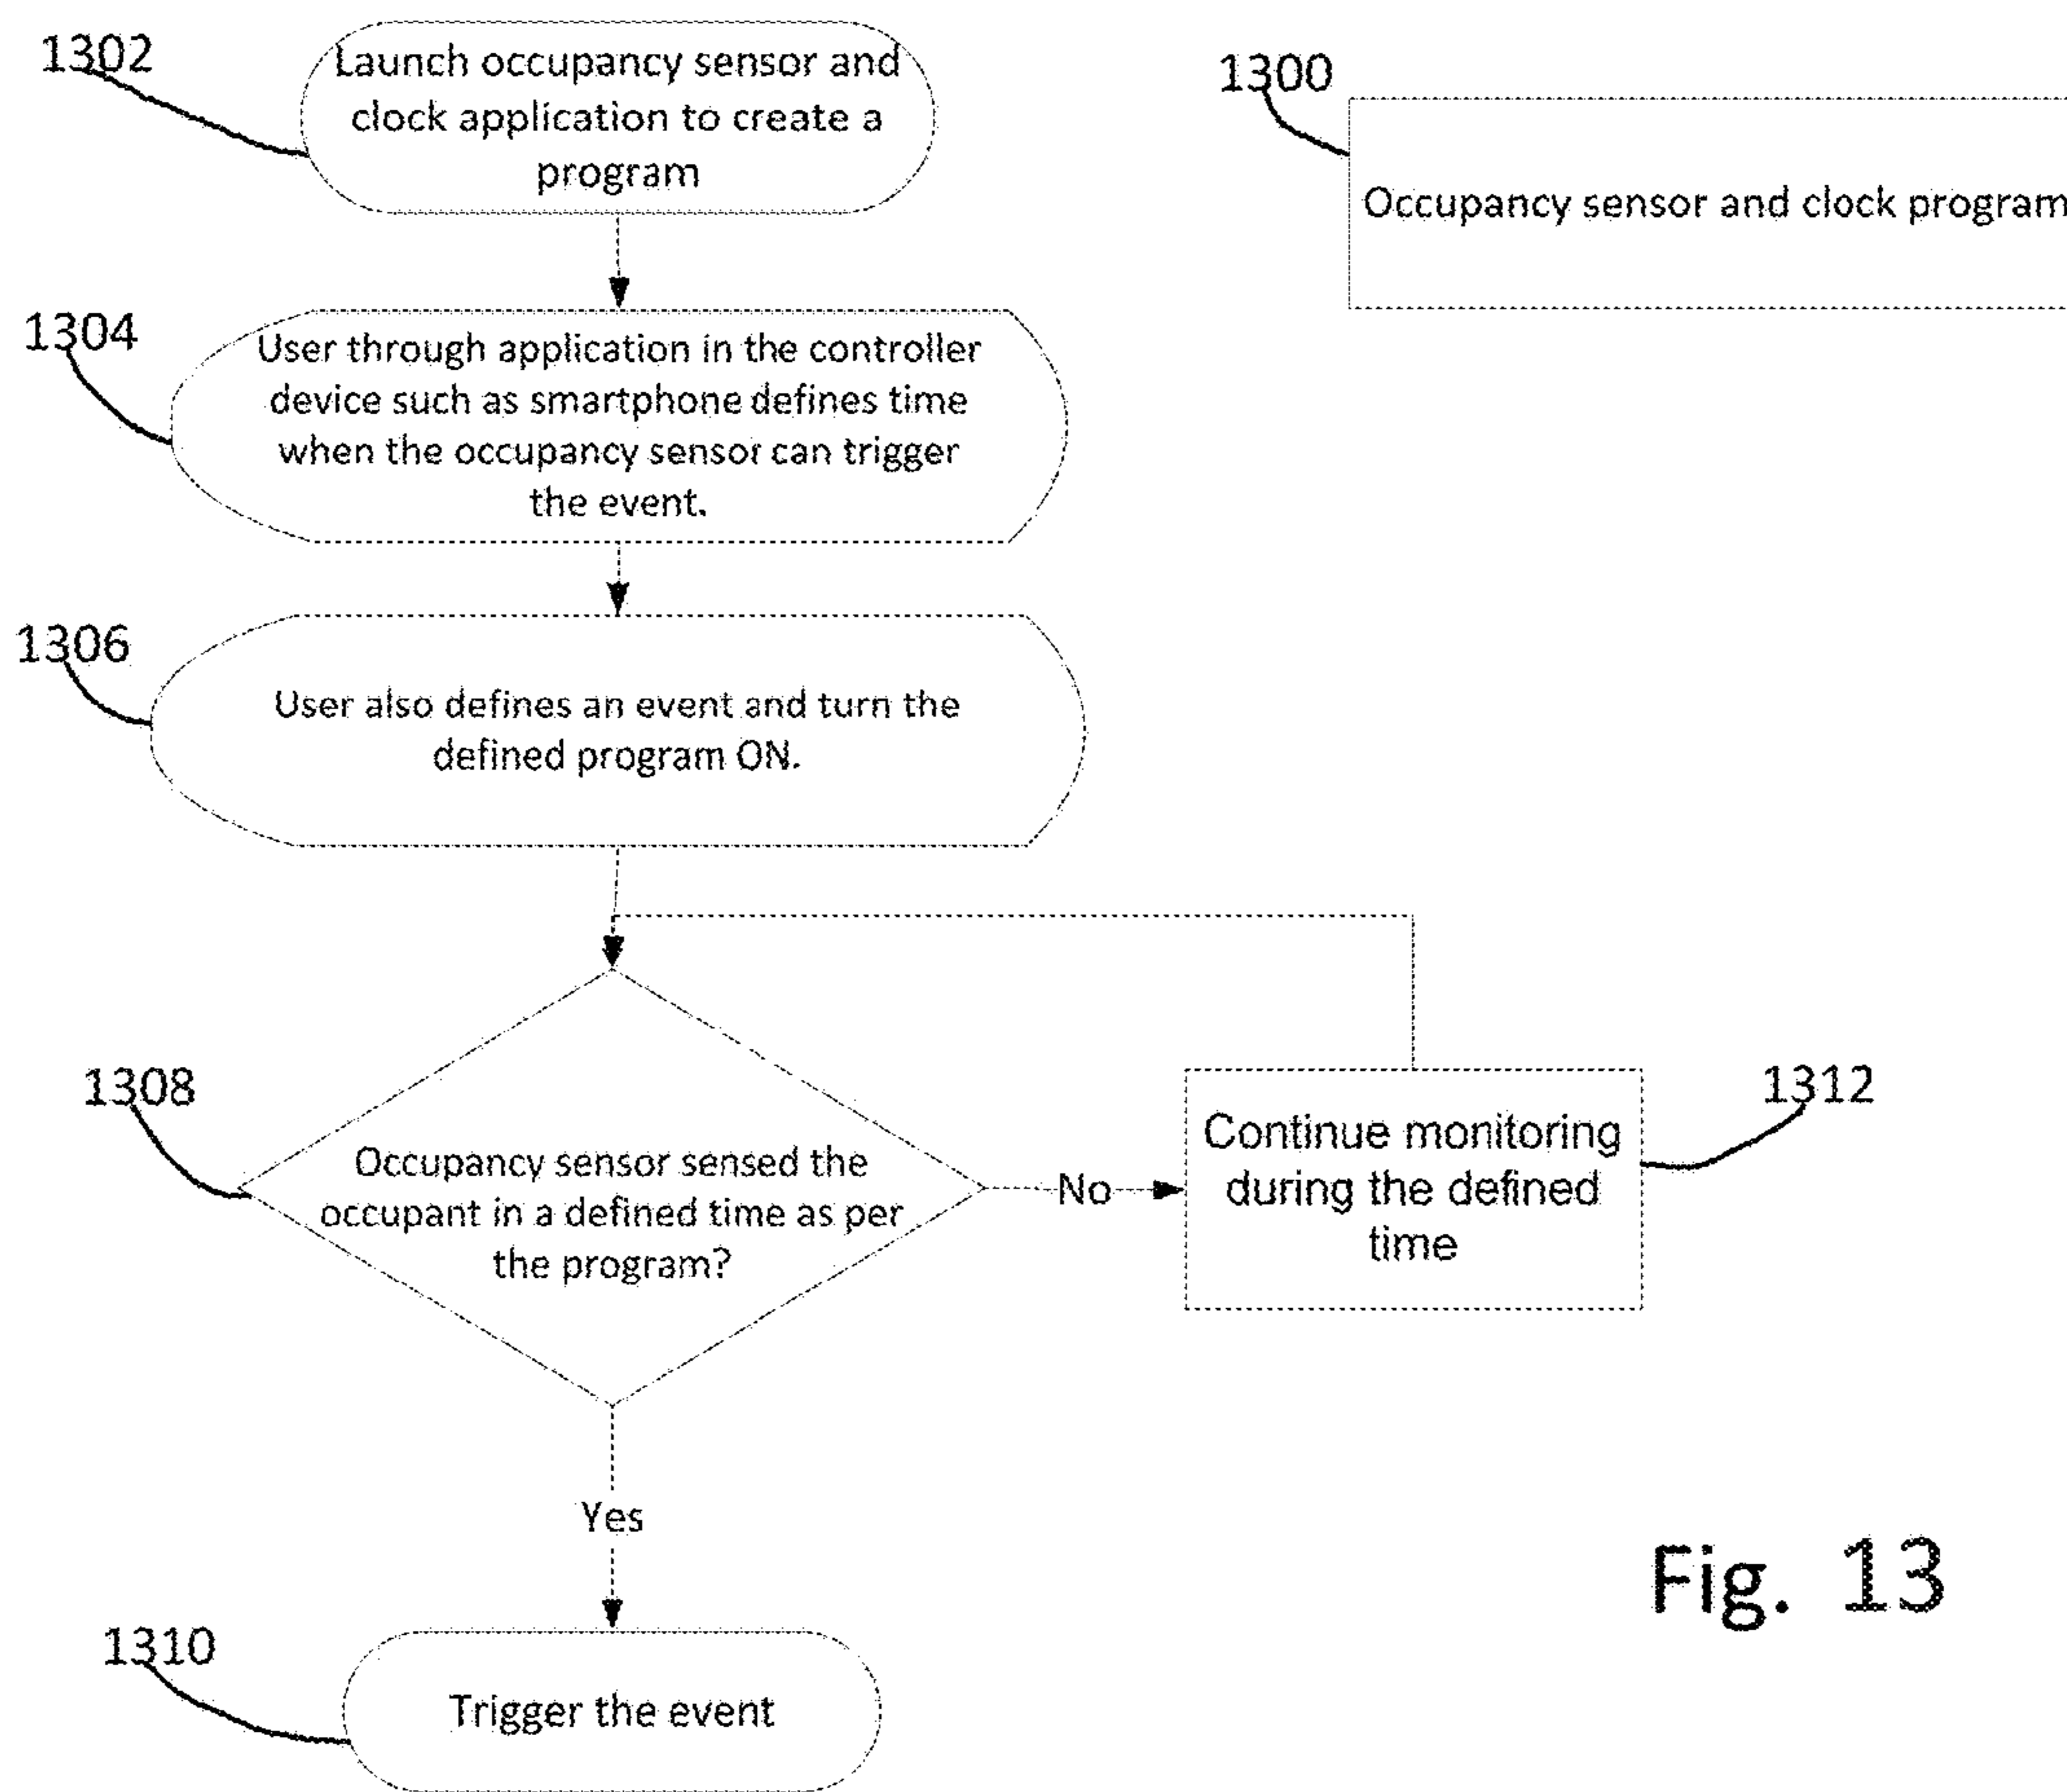 1302
Launch occupancy sensor and
clock application to create a
program
1300
Occupancy sensor and clock program
1304
User through application in the controller
device such as smartphone defines time
when the occupancy sensor can trigger
the event.
1306
User also defines an event and turn the
defined program ON.
1308
Occupancy sensor sensed the
occupant in a defined time as per
the program?
No
1312
Continue monitoring
during the defined
time
Yes
1310
Trigger the event
Fig. 13